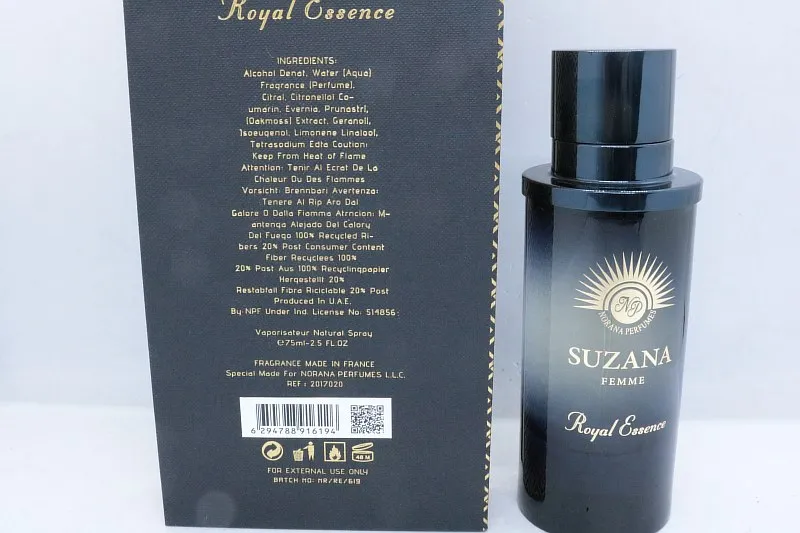 Royal Essence
INGREDIENTS:
Alcohol Denat, Water (Aqua)
Fragrance (Perfume),
Citral, Citronellol Co-
umarin, Evernia, Prunastri,
(Oakmoss) Extract, Geraniol,
Isoeugenol, Limonene Linalool,
Tetrasodium Edta Coution:
Keep From Heat of Flame
Attention: Tenir Al Ecrat De La
Chaleur Ou Des Flammes
Vorsicht: Brennbari Avertenza:
Tenere Al Rip Aro Dal
Galore O Dalla Fiamma Atrncion: M-
antenga Alejado Del Calory
Del Fuego 100% Recycled Ri-
bers 20% Post Consumer Content
Fiber Recyclees 100%
20% Post Aus 100% Recyclingpapier
Hergestellt 20%
Restabfall Fibra Riciclable 20% Post
Produced In U.A.E.
By NPF Under Ind. License No: 514856
Vaporisateur Natural Spray
℮75ml-2.5 FL.OZ
FRAGRANCE MADE IN FRANCE
Special Made For NORANA PERFUMES L.L.C.
REF : 2017020
6 294788 916194
48 M
FOR EXTERNAL USE ONLY
BATCH NO: NR/RE/619
NP
NORANA PERFUMES
SUZANA
FEMME
Royal Essence